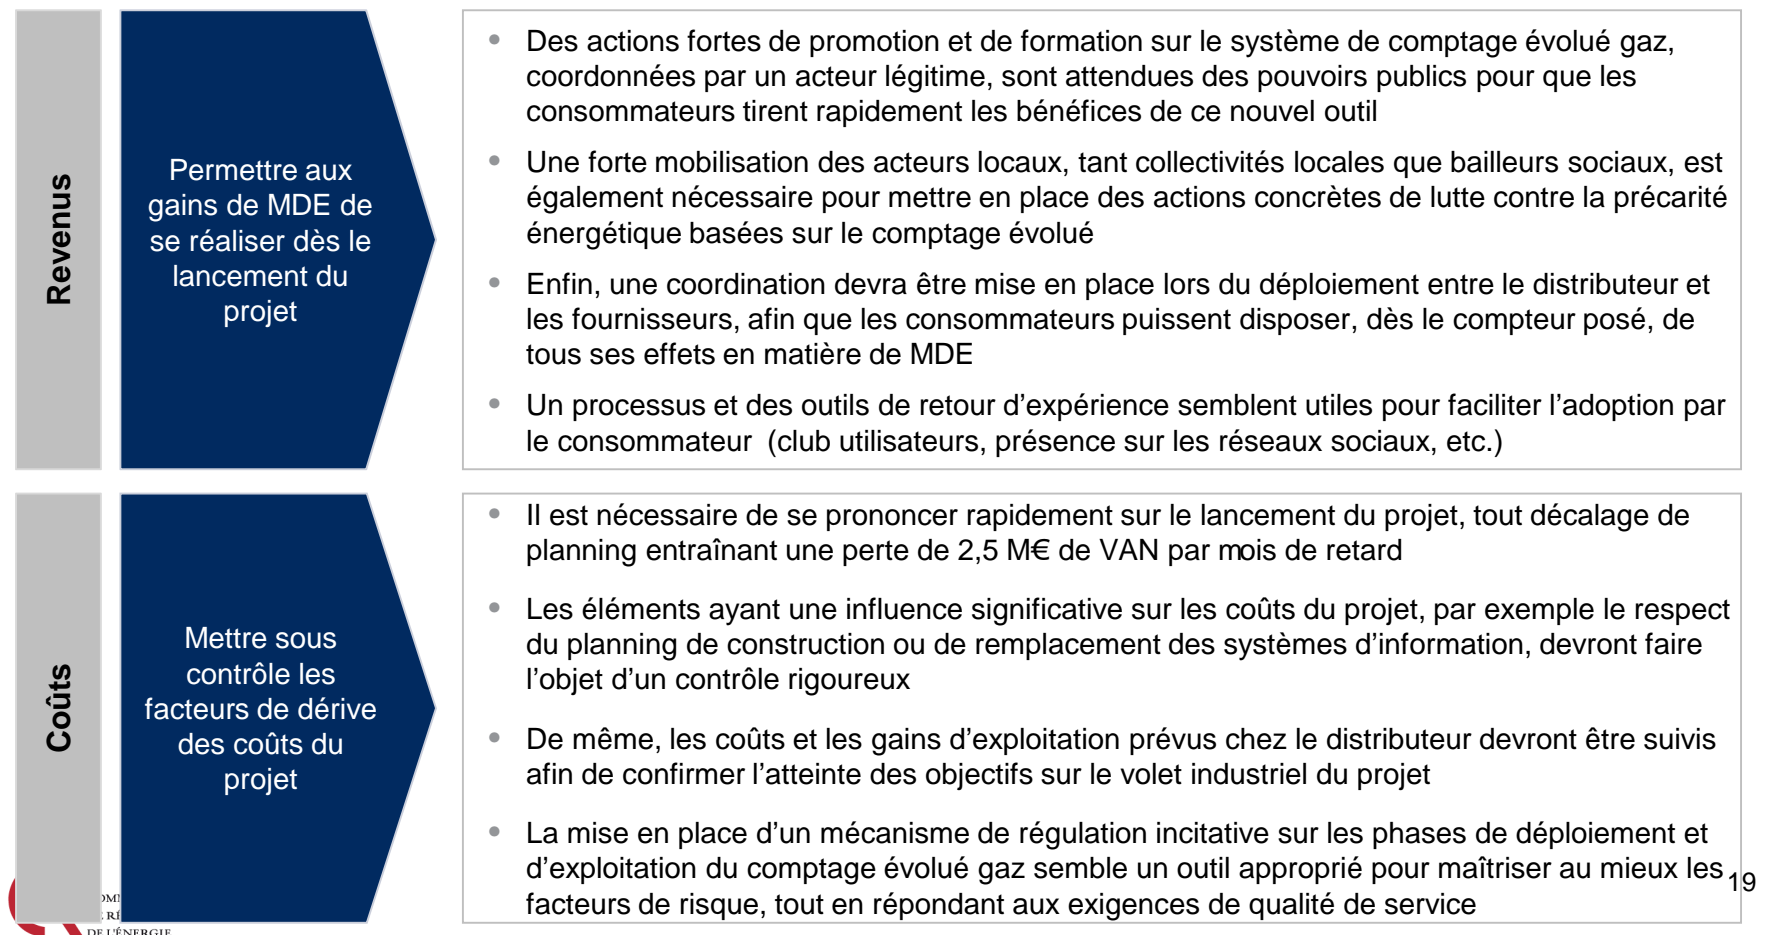 Revenus
Permettre aux
gains de MDE de
se réaliser dès le
lancement du
projet
• Des actions fortes de promotion et de formation sur le système de comptage évolué gaz,
coordonnées par un acteur légitime, sont attendues des pouvoirs publics pour que les
consommateurs tirent rapidement les bénéfices de ce nouvel outil
• Une forte mobilisation des acteurs locaux, tant collectivités locales que bailleurs sociaux, est
également nécessaire pour mettre en place des actions concrètes de lutte contre la précarité
énergétique basées sur le comptage évolué
• Enfin, une coordination devra être mise en place lors du déploiement entre le distributeur et
les fournisseurs, afin que les consommateurs puissent disposer, dès le compteur posé, de
tous ses effets en matière de MDE
• Un processus et des outils de retour d’expérience semblent utiles pour faciliter l’adoption par
le consommateur (club utilisateurs, présence sur les réseaux sociaux, etc.)
Coûts
Mettre sous
contrôle les
facteurs de dérive
des coûts du
projet
• Il est nécessaire de se prononcer rapidement sur le lancement du projet, tout décalage de
planning entraînant une perte de 2,5 M€ de VAN par mois de retard
• Les éléments ayant une influence significative sur les coûts du projet, par exemple le respect
du planning de construction ou de remplacement des systèmes d’information, devront faire
l’objet d’un contrôle rigoureux
• De même, les coûts et les gains d’exploitation prévus chez le distributeur devront être suivis
afin de confirmer l’atteinte des objectifs sur le volet industriel du projet
• La mise en place d’un mécanisme de régulation incitative sur les phases de déploiement et
d’exploitation du comptage évolué gaz semble un outil approprié pour maîtriser au mieux les
facteurs de risque, tout en répondant aux exigences de qualité de service
19
DE L'ÉNERGIE